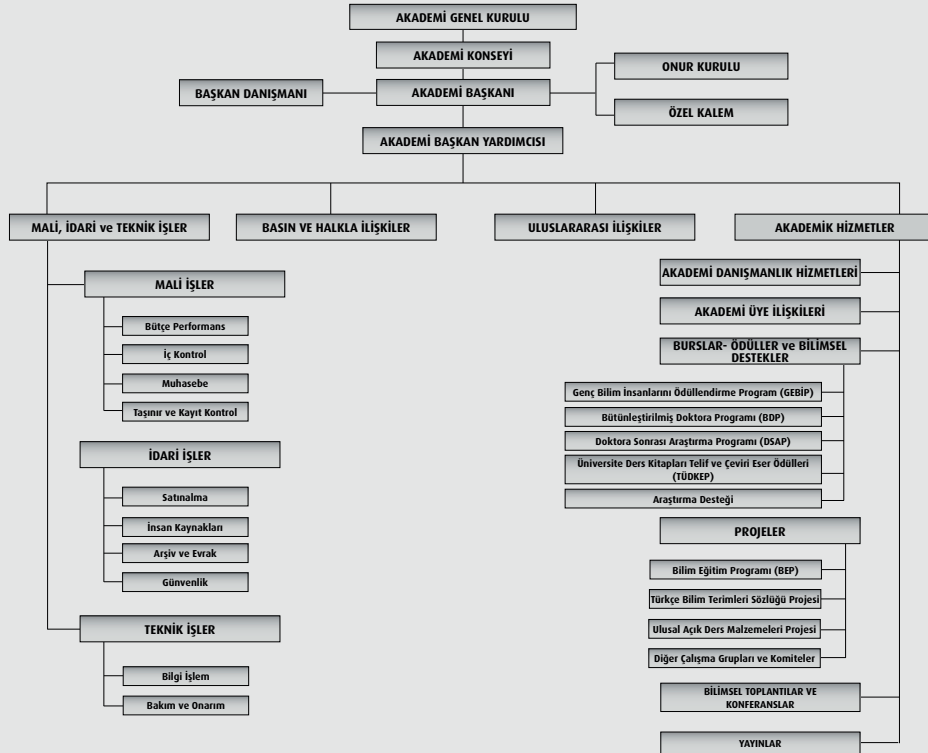 AKADEMİ GENEL KURULU
AKADEMİ KONSEYİ
ONUR KURULU
BAŞKAN DANIŞMANI
AKADEMİ BAŞKANI
ÖZEL KALEM
AKADEMİ BAŞKAN YARDIMCISI
MALİ, İDARİ ve TEKNİK İŞLER
BASIN VE HALKLA İLİŞKİLER
ULUSLARARASI İLİŞKİLER
AKADEMİK HİZMETLER
MALİ İŞLER
Bütçe Performans
İç Kontrol
Muhasebe
Taşınır ve Kayıt Kontrol
İDARİ İŞLER
Satınalma
İnsan Kaynakları
Arşiv ve Evrak
Günvenlik
TEKNİK İŞLER
Bilgi İşlem
Bakım ve Onarım
AKADEMİ DANIŞMANLIK HİZMETLERİ
AKADEMİ ÜYE İLİŞKİLERİ
BURSLAR- ÖDÜLLER ve BİLİMSEL
DESTEKLER
Genç Bilim İnsanlarını Ödüllendirme Program (GEBİP)
Bütünleştirilmiş Doktora Programı (BDP)
Doktora Sonrası Araştırma Programı (DSAP)
Üniversite Ders Kitapları Telif ve Çeviri Eser Ödülleri
(TÜDKEP)
Araştırma Desteği
PROJELER
Bilim Eğitim Programı (BEP)
Türkçe Bilim Terimleri Sözlüğü Projesi
Ulusal Açık Ders Malzemeleri Projesi
Diğer Çalışma Grupları ve Komiteler
BİLİMSEL TOPLANTILAR VE
KONFERANSLAR
YAYINLAR